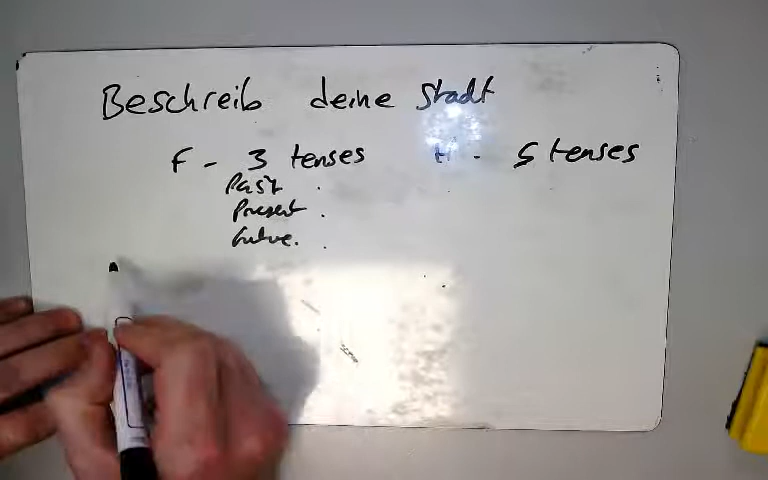 Beschreib deine Stadt
F - 3 tenses H - 5 tenses
Past
Present
Future.